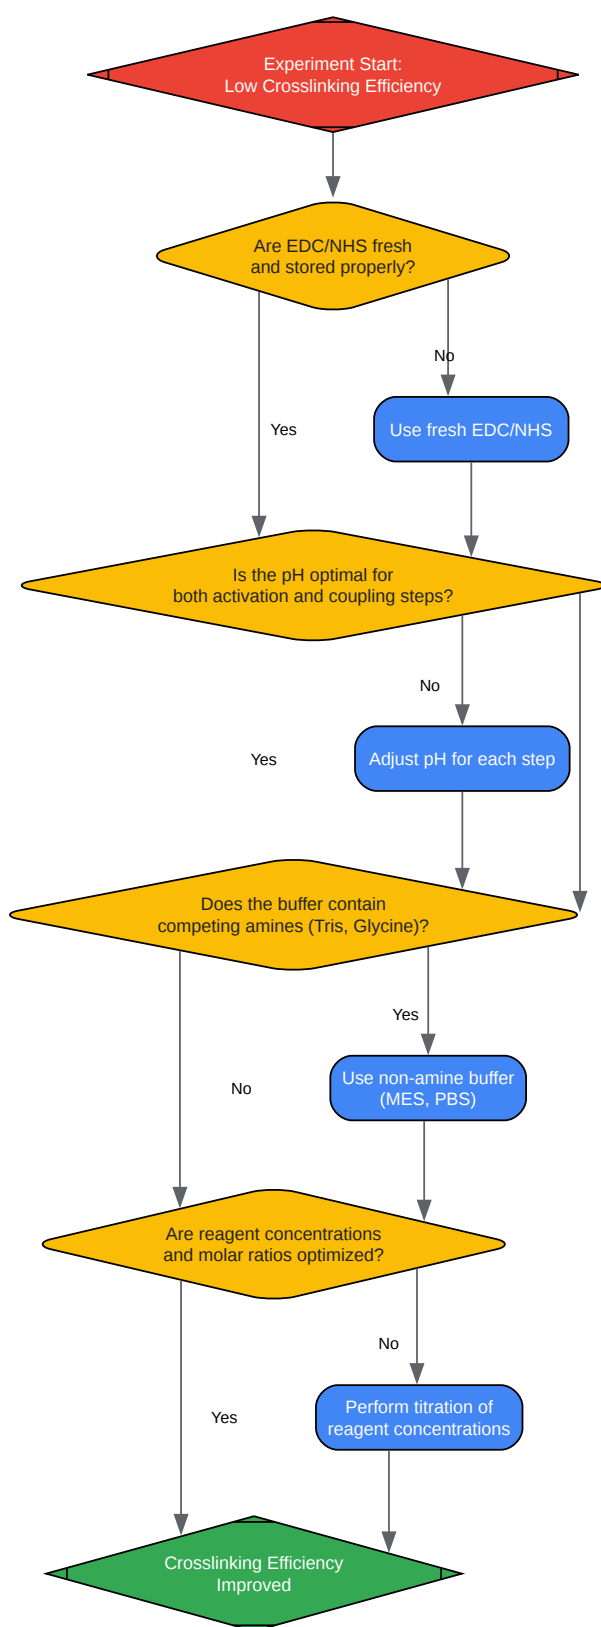 Experiment Start:
Low Crosslinking Efficiency
Are EDC/NHS fresh
and stored properly?
No
Yes
Use fresh EDC/NHS
Is the pH optimal for
both activation and coupling steps?
No
Yes
Adjust pH for each step
Does the buffer contain
competing amines (Tris, Glycine)?
Yes
No
Use non-amine buffer
(MES, PBS)
Are reagent concentrations
and molar ratios optimized?
No
Yes
Perform titration of
reagent concentrations
Crosslinking Efficiency
Improved